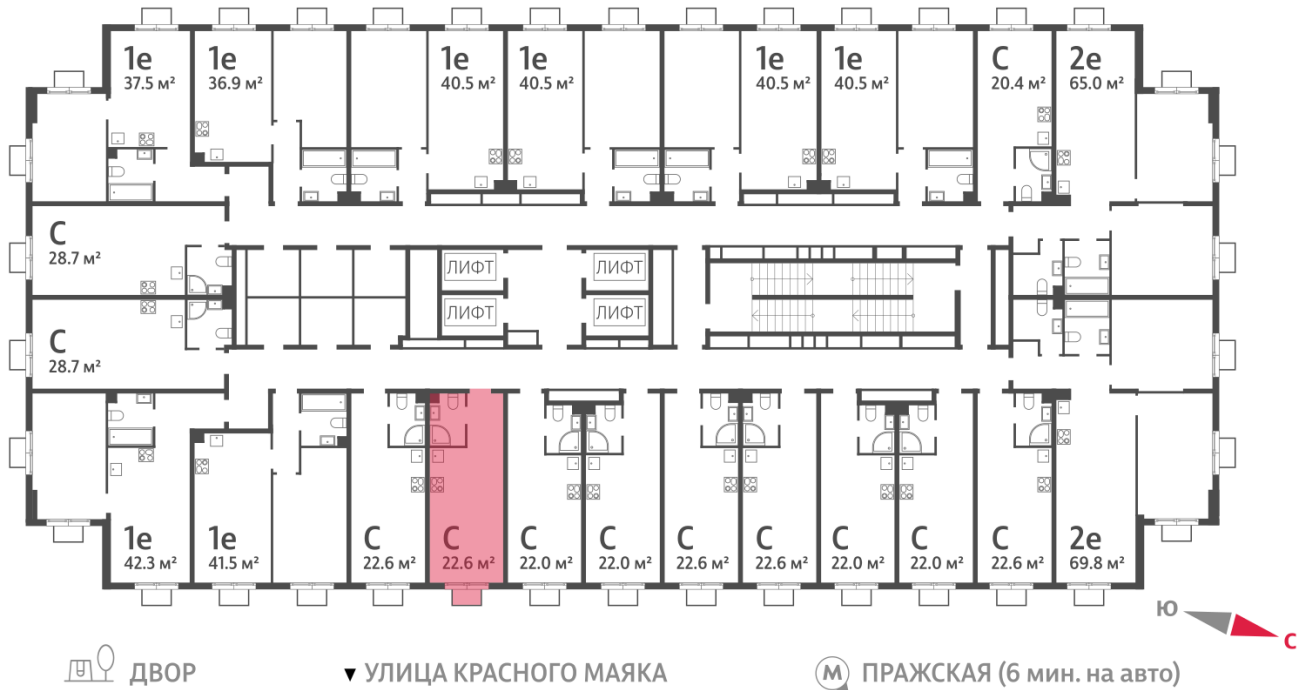 1е
37.5 м²
1е
36.9 м²
1е
40.5 м²
1е
40.5 м²
1е
40.5 м²
1е
40.5 м²
С
20.4 м²
2е
65.0 м²
С
28.7 м²
ЛИФТ
ЛИФТ
ЛИФТ
ЛИФТ
С
28.7 м²
1е
42.3 м²
1е
41.5 м²
С
22.6 м²
С
22.6 м²
С
22.0 м²
С
22.0 м²
С
22.6 м²
С
22.6 м²
С
22.0 м²
С
22.0 м²
С
22.6 м²
2е
69.8 м²
Ю
С
ДВОР
▼ УЛИЦА КРАСНОГО МАЯКА
М ПРАЖСКАЯ (6 мин. на авто)